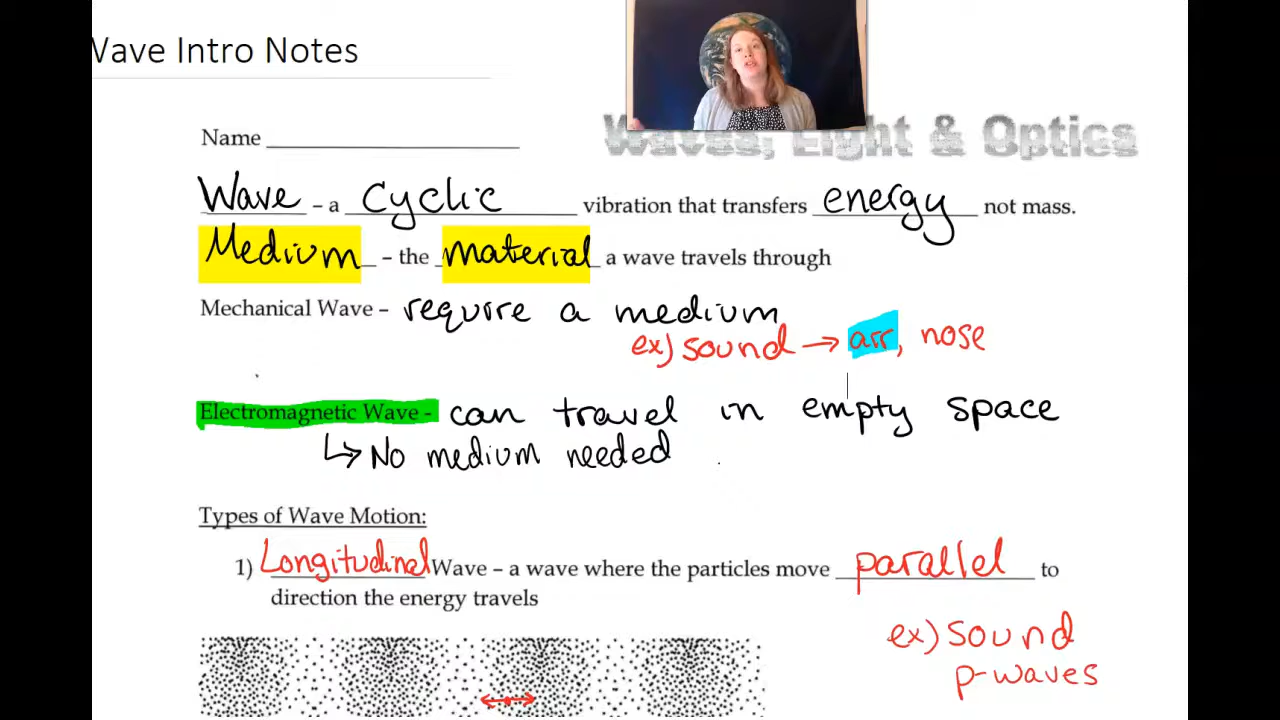 Wave Intro Notes
Name
Waves, Light & Optics
Wave – a Cyclic vibration that transfers energy not mass.
Medium – the material a wave travels through
Mechanical Wave – require a medium
ex) sound → air, nose
Electromagnetic Wave – can travel in empty space
↳ No medium needed
Types of Wave Motion:
1) Longitudinal Wave – a wave where the particles move parallel to
direction the energy travels
ex) Sound
p-waves